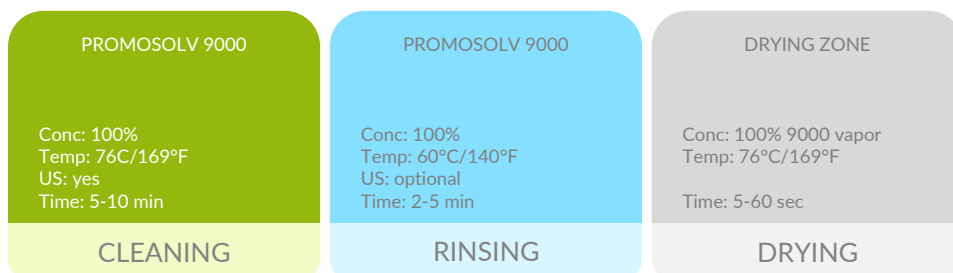 PROMOSOLV 9000
Conc: 100%
Temp: 76C/169°F
US: yes
Time: 5-10 min
CLEANING
PROMOSOLV 9000
Conc: 100%
Temp: 60°C/140°F
US: optional
Time: 2-5 min
RINSING
DRYING ZONE
Conc: 100% 9000 vapor
Temp: 76°C/169°F
Time: 5-60 sec
DRYING